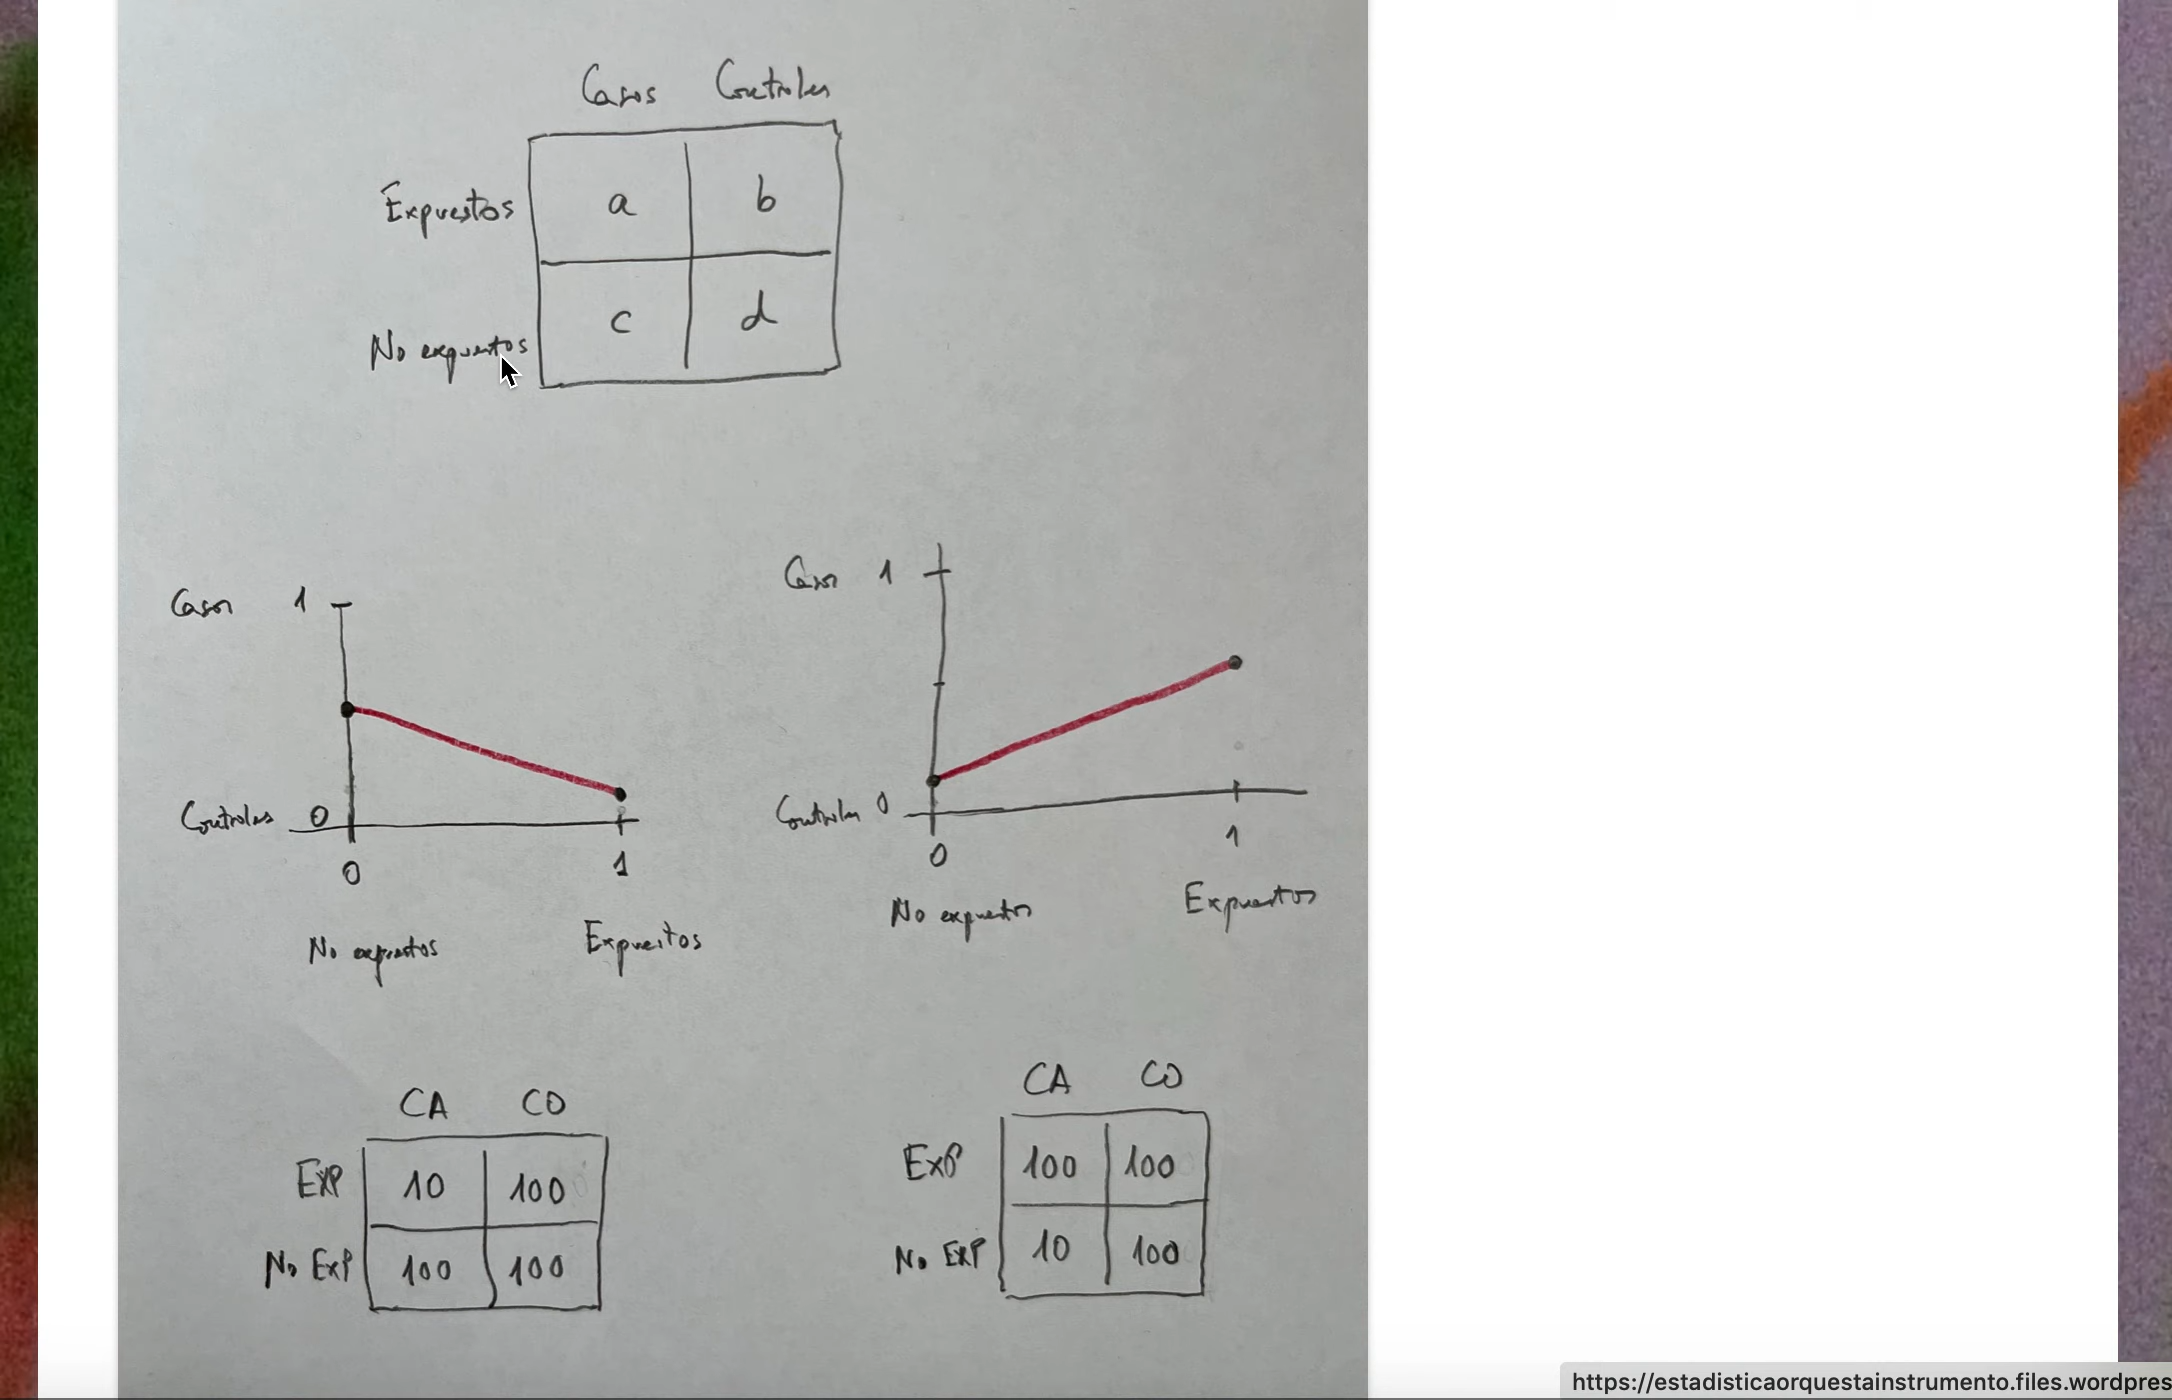 Casos Controles
Expuestos a b
No expuestos c d
Casos 1
Controles 0
0 1
No expuestos Expuestos
Casos 1
Controles 0
0 1
No expuestos Expuestos
CA CO
EXP 10 100
No EXP 100 100
CA CO
EXP 100 100
No EXP 10 100
https://estadisticaorquestainstrumento.files.wordpres